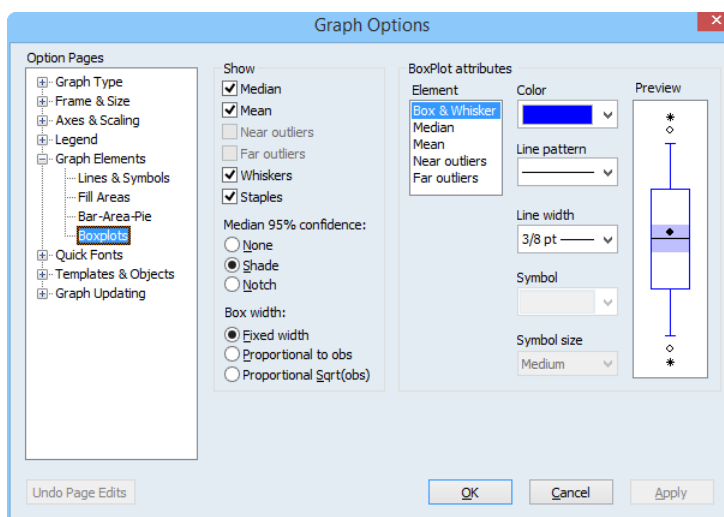 Graph Options
Option Pages
Graph Type
Frame & Size
Axes & Scaling
Legend
Graph Elements
Lines & Symbols
Fill Areas
Bar-Area-Pie
Boxplots
Quick Fonts
Templates & Objects
Graph Updating
Show
Median
Mean
Near outliers
Far outliers
Whiskers
Staples
Median 95% confidence:
None
Shade
Notch
Box width:
Fixed width
Proportional to obs
Proportional Sqrt(obs)
BoxPlot attributes
Element
Box & Whisker
Median
Mean
Near outliers
Far outliers
Color
Line pattern
Line width
3/8 pt
Symbol
Symbol size
Medium
Preview
Undo Page Edits
OK
Cancel
Apply